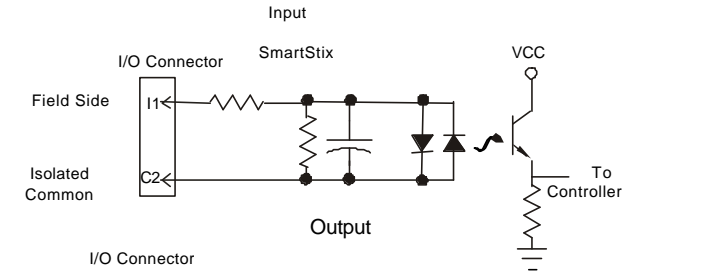 Input
I/O Connector
SmartStix
VCC
Field Side
I1
Isolated
Common
C2
To
Controller
Output
I/O Connector